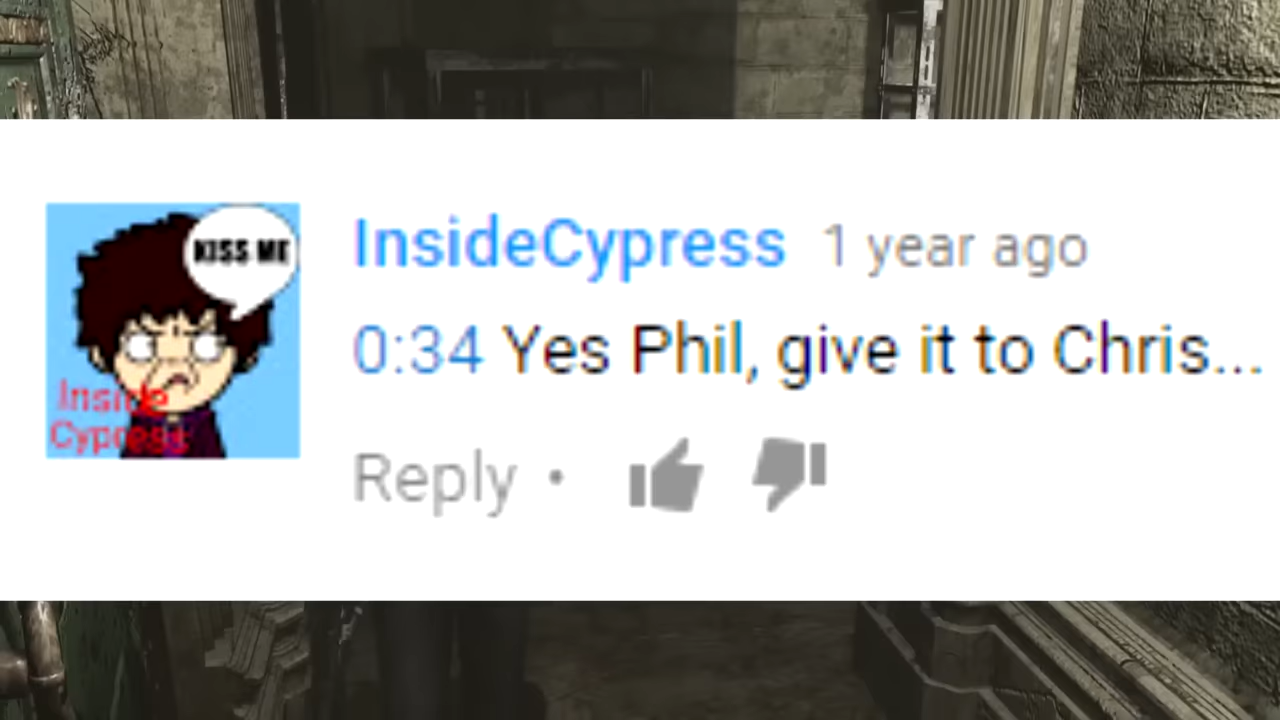 KISS ME
Inside
Cypress
InsideCypress 1 year ago
0:34 Yes Phil, give it to Chris...
Reply •